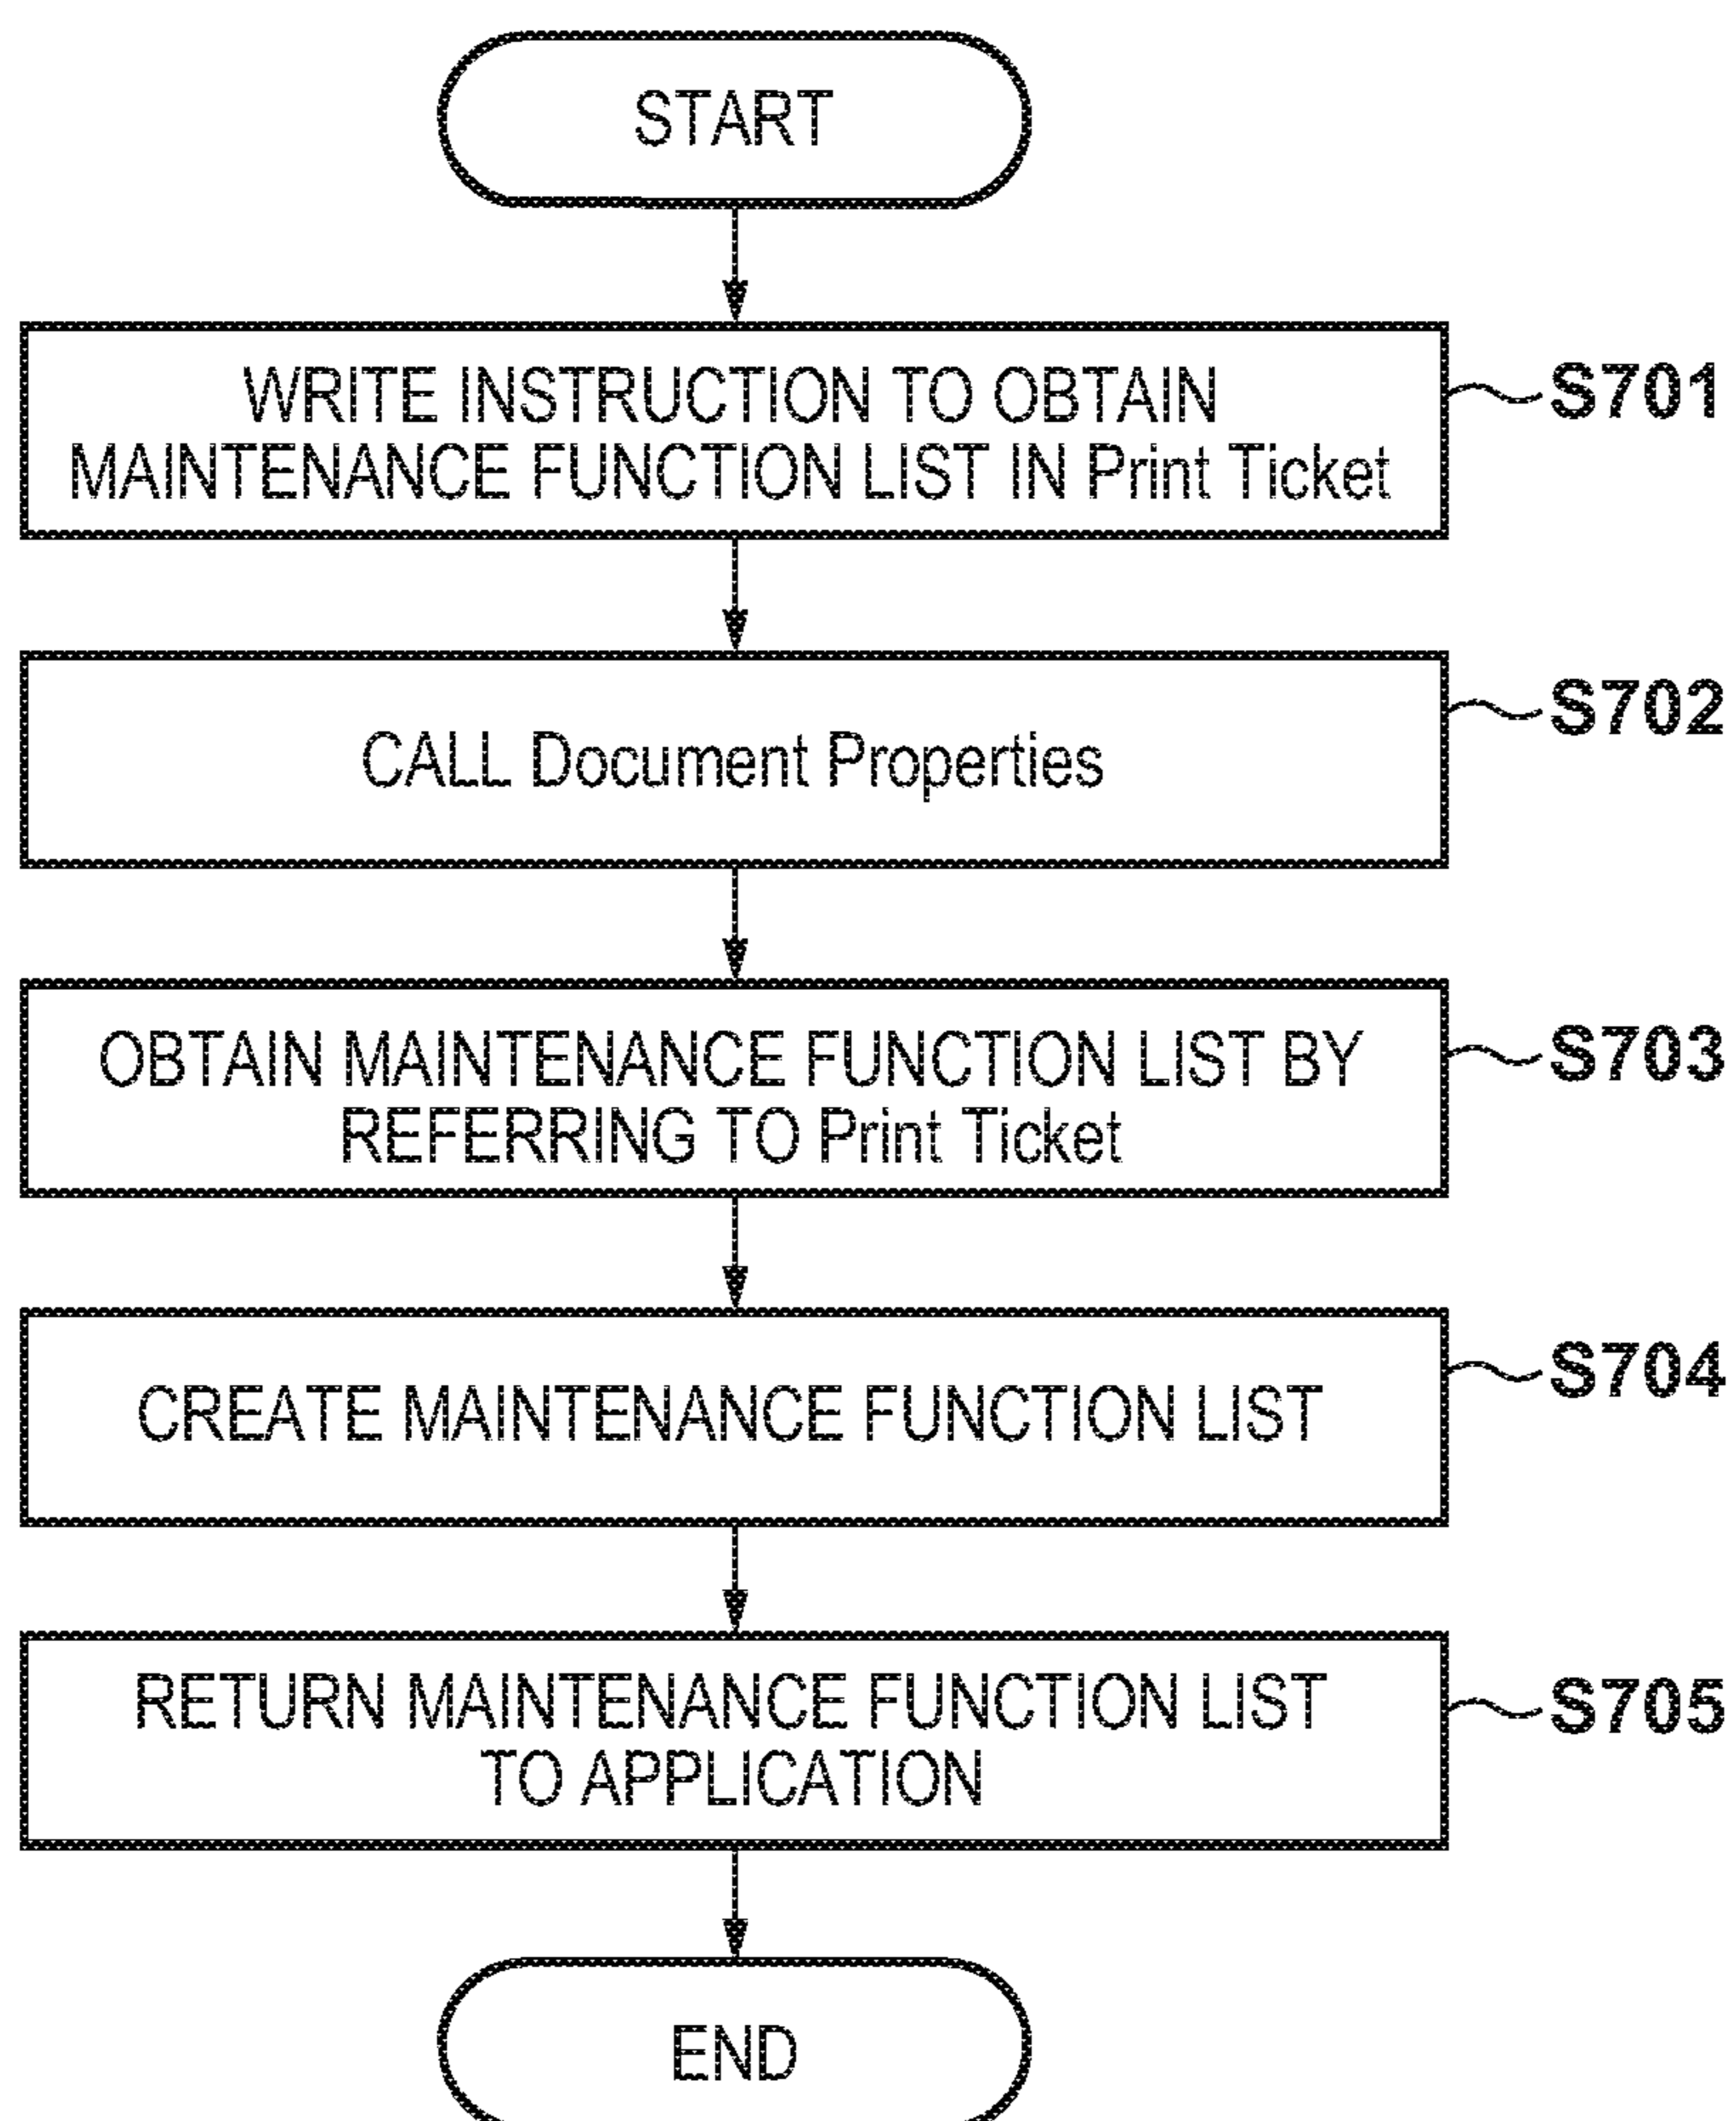 START
WRITE INSTRUCTION TO OBTAIN
MAINTENANCE FUNCTION LIST IN Print Ticket
S701
CALL Document Properties
S702
OBTAIN MAINTENANCE FUNCTION LIST BY
REFERRING TO Print Ticket
S703
CREATE MAINTENANCE FUNCTION LIST
S704
RETURN MAINTENANCE FUNCTION LIST
TO APPLICATION
S705
END